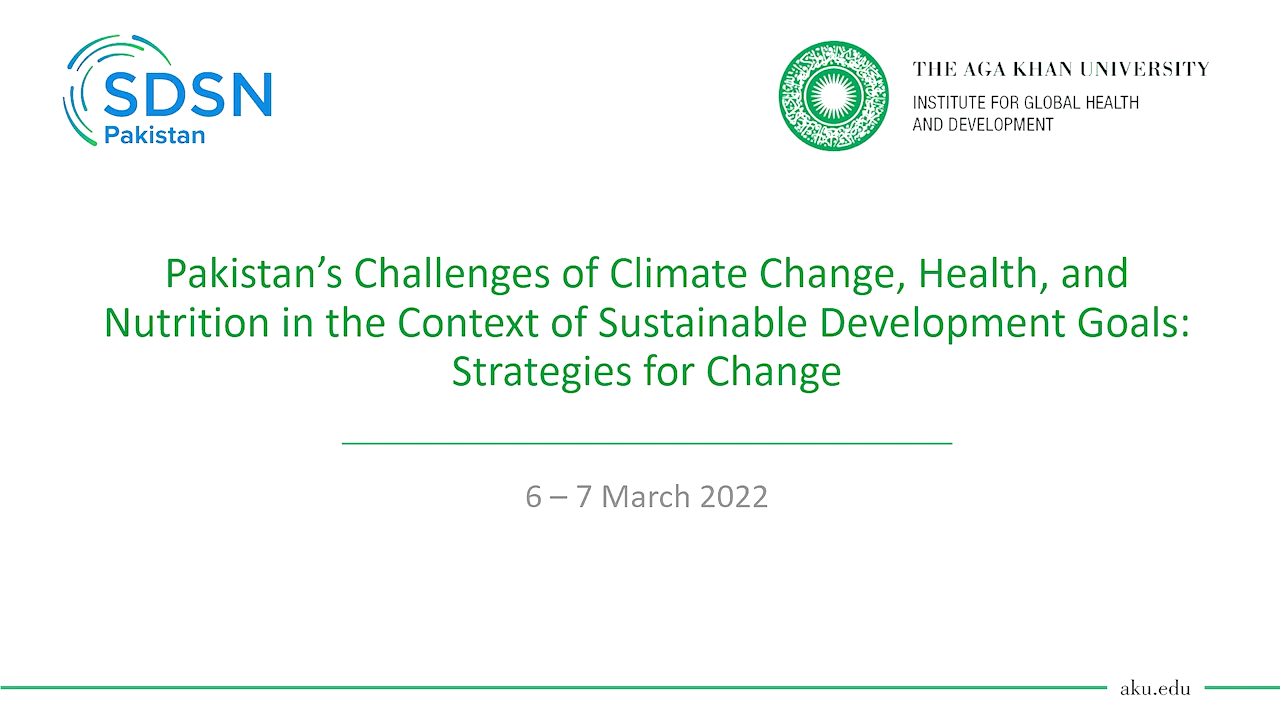 SDSN
Pakistan
THE AGA KHAN UNIVERSITY
INSTITUTE FOR GLOBAL HEALTH
AND DEVELOPMENT
Pakistan’s Challenges of Climate Change, Health, and
Nutrition in the Context of Sustainable Development Goals:
Strategies for Change
6 – 7 March 2022
aku.edu